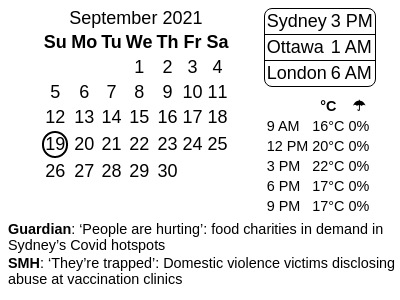 September 2021
Su Mo Tu We Th Fr Sa
1 2 3 4
5 6 7 8 9 10 11
12 13 14 15 16 17 18
19 20 21 22 23 24 25
26 27 28 29 30
Sydney 3 PM
Ottawa 1 AM
London 6 AM
°C ☂
9 AM 16°C 0%
12 PM 20°C 0%
3 PM 22°C 0%
6 PM 17°C 0%
9 PM 17°C 0%
Guardian: ‘People are hurting’: food charities in demand in
Sydney’s Covid hotspots
SMH: ‘They’re trapped’: Domestic violence victims disclosing
abuse at vaccination clinics